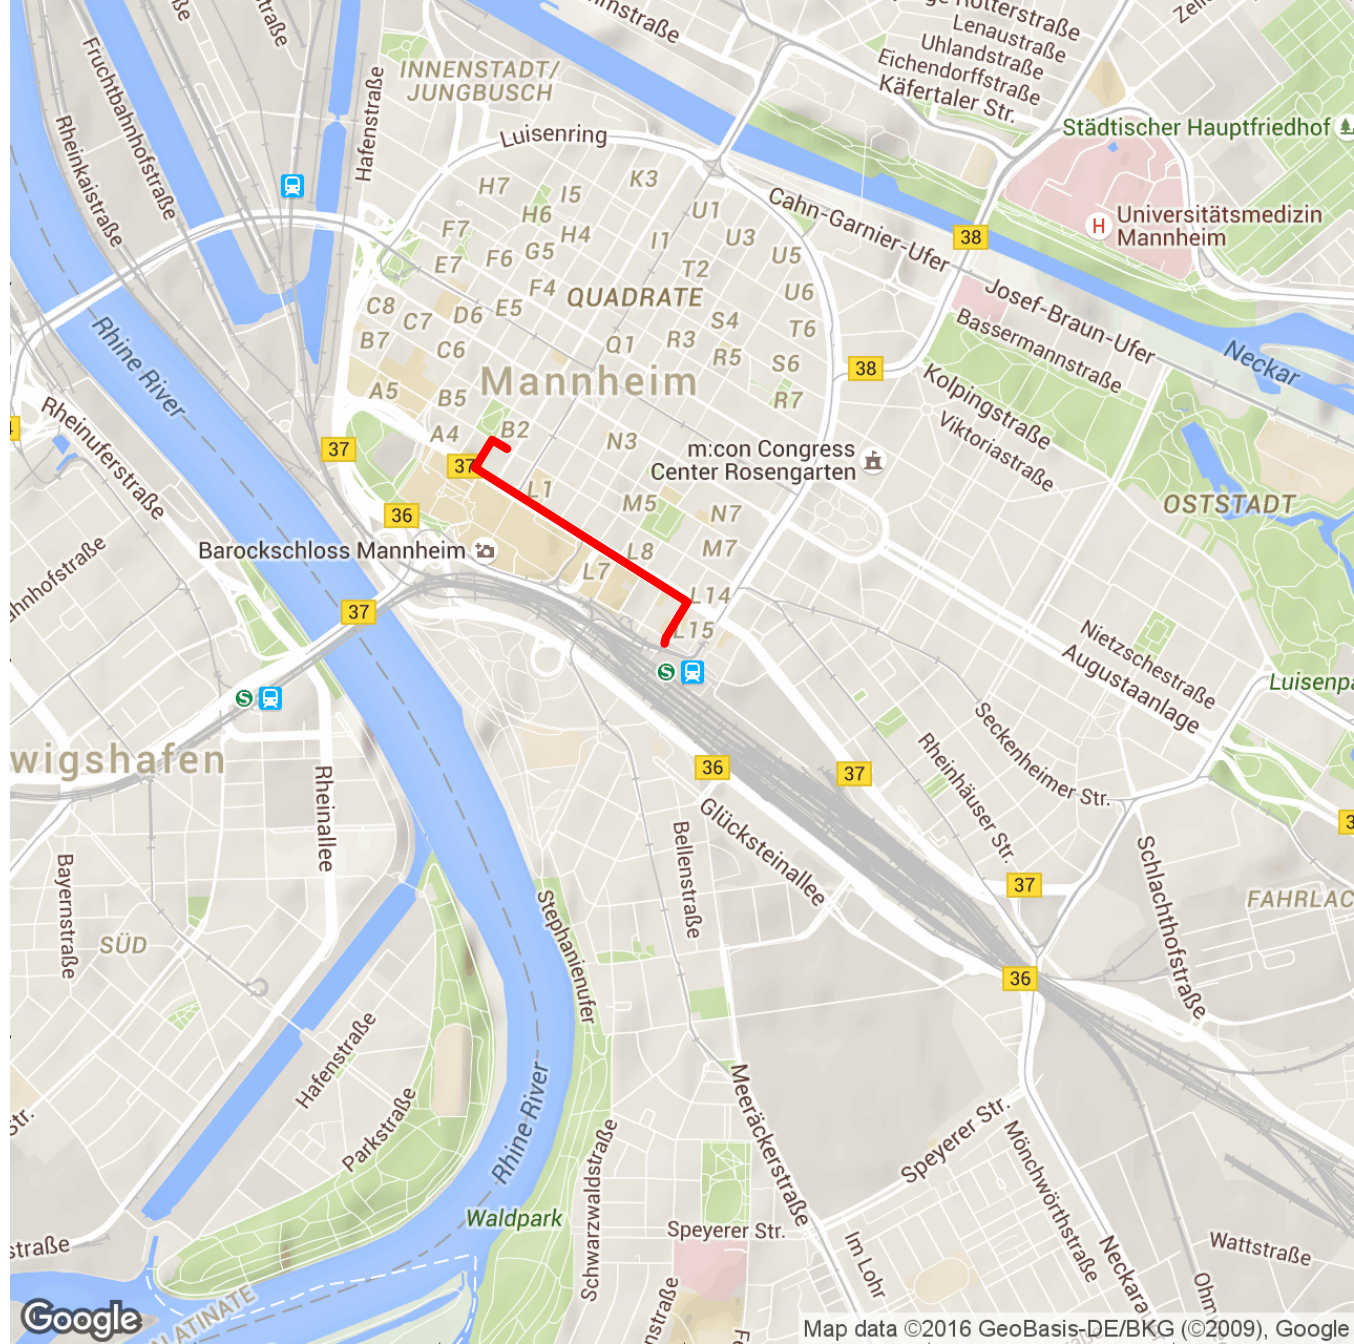 Lenaustraße
Uhlandstraße
Eichendorffstraße
Käfertaler Str.
Fruchtbahnhofstraße
Rheinkaistraße
Hafenstraße
INNENSTADT/
JUNGBUSCH
Luisenring
Städtischer Hauptfriedhof
H
Universitätsmedizin
Mannheim
38
Cahn-Garnier-Ufer
Josef-Braun-Ufer
Bassermannstraße
Neckar
H7
I5
K3
H6
U1
F7
H4
I1
U3
G5
F6
U5
E7
T2
F4
U6
QUADRATE
C8
D6
E5
C7
S4
T6
B7
Q1
R3
C6
R5
S6
38
Mannheim
A5
B5
R7
Kolpingstraße
Viktoriastraße
A4
B2
N3
m:con Congress
Center Rosengarten
37
37
L1
M5
N7
OSTSTADT
36
Barockschloss Mannheim
L8
M7
L7
L14
L15
Rhine River
Rheinuferstraße
37
S
S
Nietzschestraße
Augustaanlage
Luisenpa
Seckenheimer Str.
Rheinhäuser Str.
wigshafen
Rheinallee
36
37
Glücksteinallee
Bellenstraße
Bayernstraße
SÜD
Stephanienufer
37
Schlachthofstraße
FAHRLAC
36
Hafenstraße
Parkstraße
Rhine River
Meeräckerstraße
Speyerer Str.
Mönchwörthstraße
Schwarzwaldstraße
Waldpark
Speyerer Str.
Im Lohr
Wattstraße
Google
Map data ©2016 GeoBasis-DE/BKG (©2009), Google